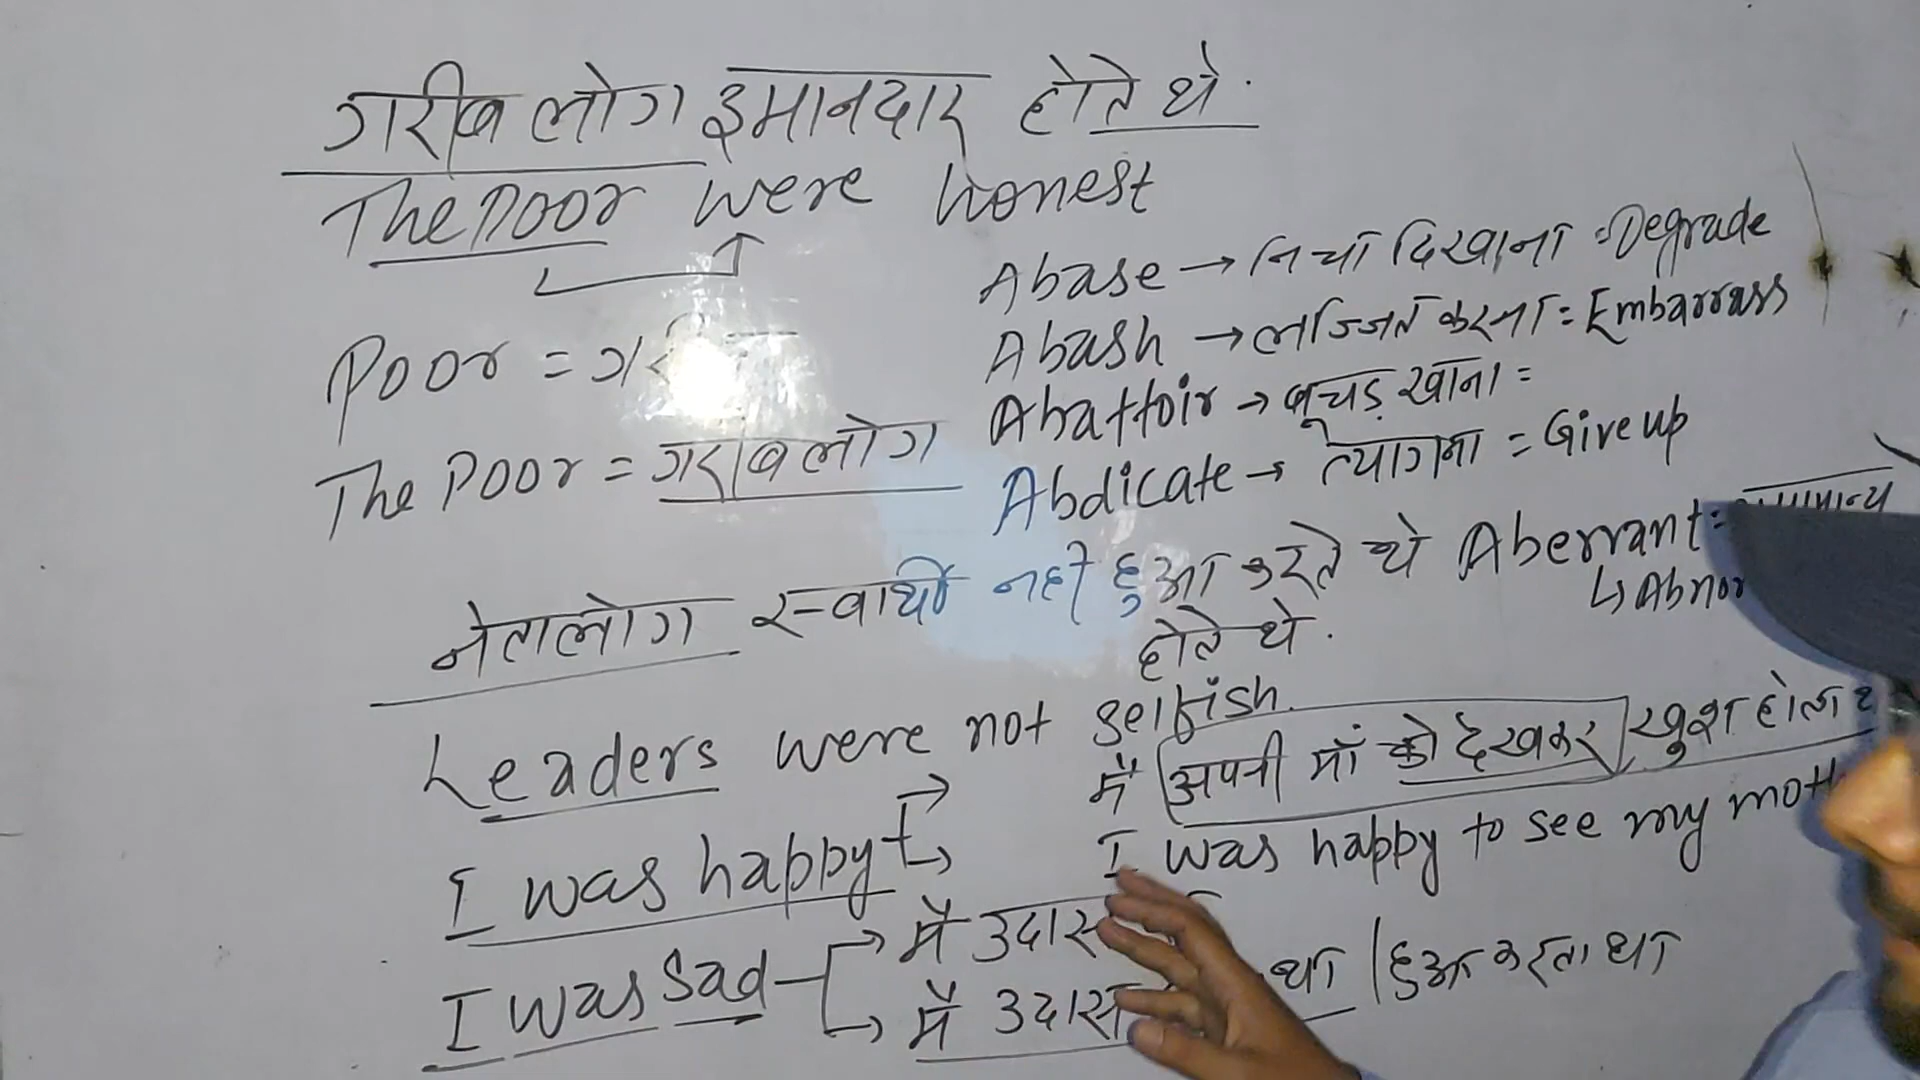 गरीब लोग इमानदार होते थे.
The Poor were honest
Poor =
The Poor = गरीब लोग
Abase → निचा दिखाना = Degrade
Abash → लज्जित करना = Embarrass
Abattoir → बूचड़खाना =
Abdicate → त्यागना = Give up
Aberrant =
↳ Abnor
नेतालोग स्वार्थी नहीं हुआ करते थे
होते थे.
Leaders were not selfish.
मैं अपनी माँ को देखकर खुश होता
I was happy to see my moth
I was happy
I was sad
मैं उदास
मैं उदास था | हुआ करता था